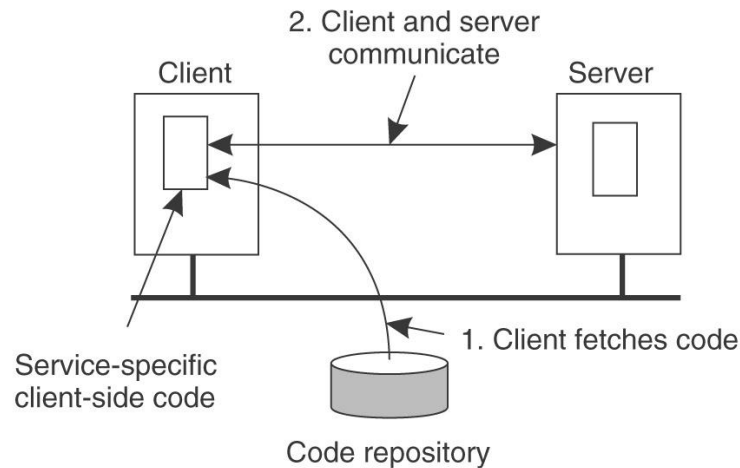 2. Client and server
communicate
Client
Server
1. Client fetches code
Service-specific
client-side code
Code repository